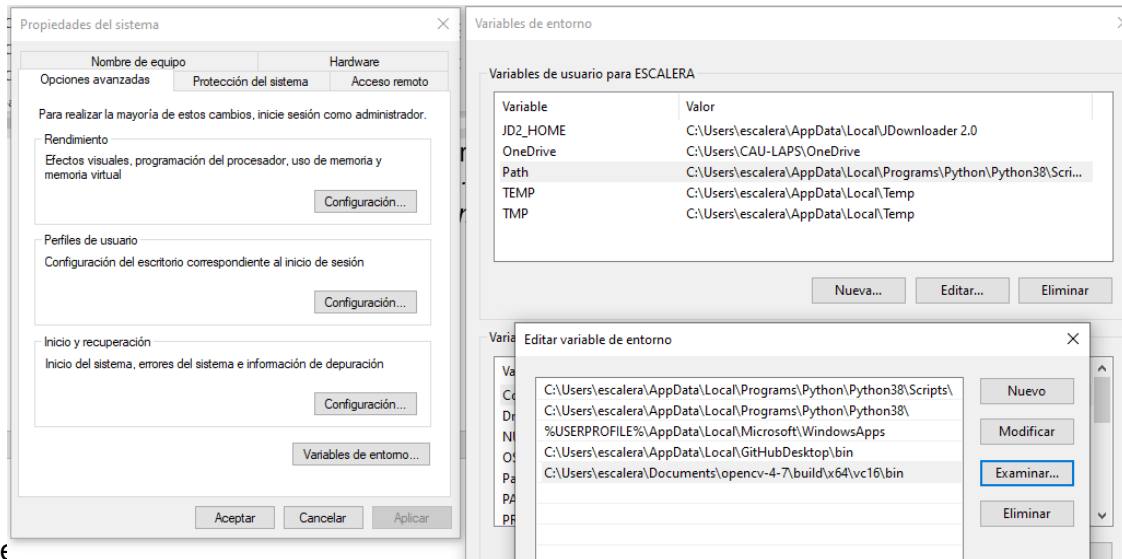 Propiedades del sistema
Nombre de equipo
Hardware
Opciones avanzadas
Protección del sistema
Acceso remoto
Para realizar la mayoría de estos cambios, inicie sesión como administrador.
Rendimiento
Efectos visuales, programación del procesador, uso de memoria y
memoria virtual
Configuración...
Perfiles de usuario
Configuración del escritorio correspondiente al inicio de sesión
Configuración...
Inicio y recuperación
Inicio del sistema, errores del sistema e información de depuración
Configuración...
Variables de entorno...
Aceptar
Cancelar
Aplicar
Variables de entorno
Variables de usuario para ESCALERA
Variable Valor
JD2_HOME C:\Users\escalera\AppData\Local\JDownloader 2.0
OneDrive C:\Users\CAU-LAPS\OneDrive
Path C:\Users\escalera\AppData\Local\Programs\Python\Python38\Scri...
TEMP C:\Users\escalera\AppData\Local\Temp
TMP C:\Users\escalera\AppData\Local\Temp
Nueva...
Editar...
Eliminar
Editar variable de entorno
C:\Users\escalera\AppData\Local\Programs\Python\Python38\Scripts\
C:\Users\escalera\AppData\Local\Programs\Python\Python38\
%USERPROFILE%\AppData\Local\Microsoft\WindowsApps
C:\Users\escalera\AppData\Local\GitHubDesktop\bin
C:\Users\escalera\Documents\opencv-4-7\build\x64\vc16\bin
Nuevo
Modificar
Examinar...
Eliminar